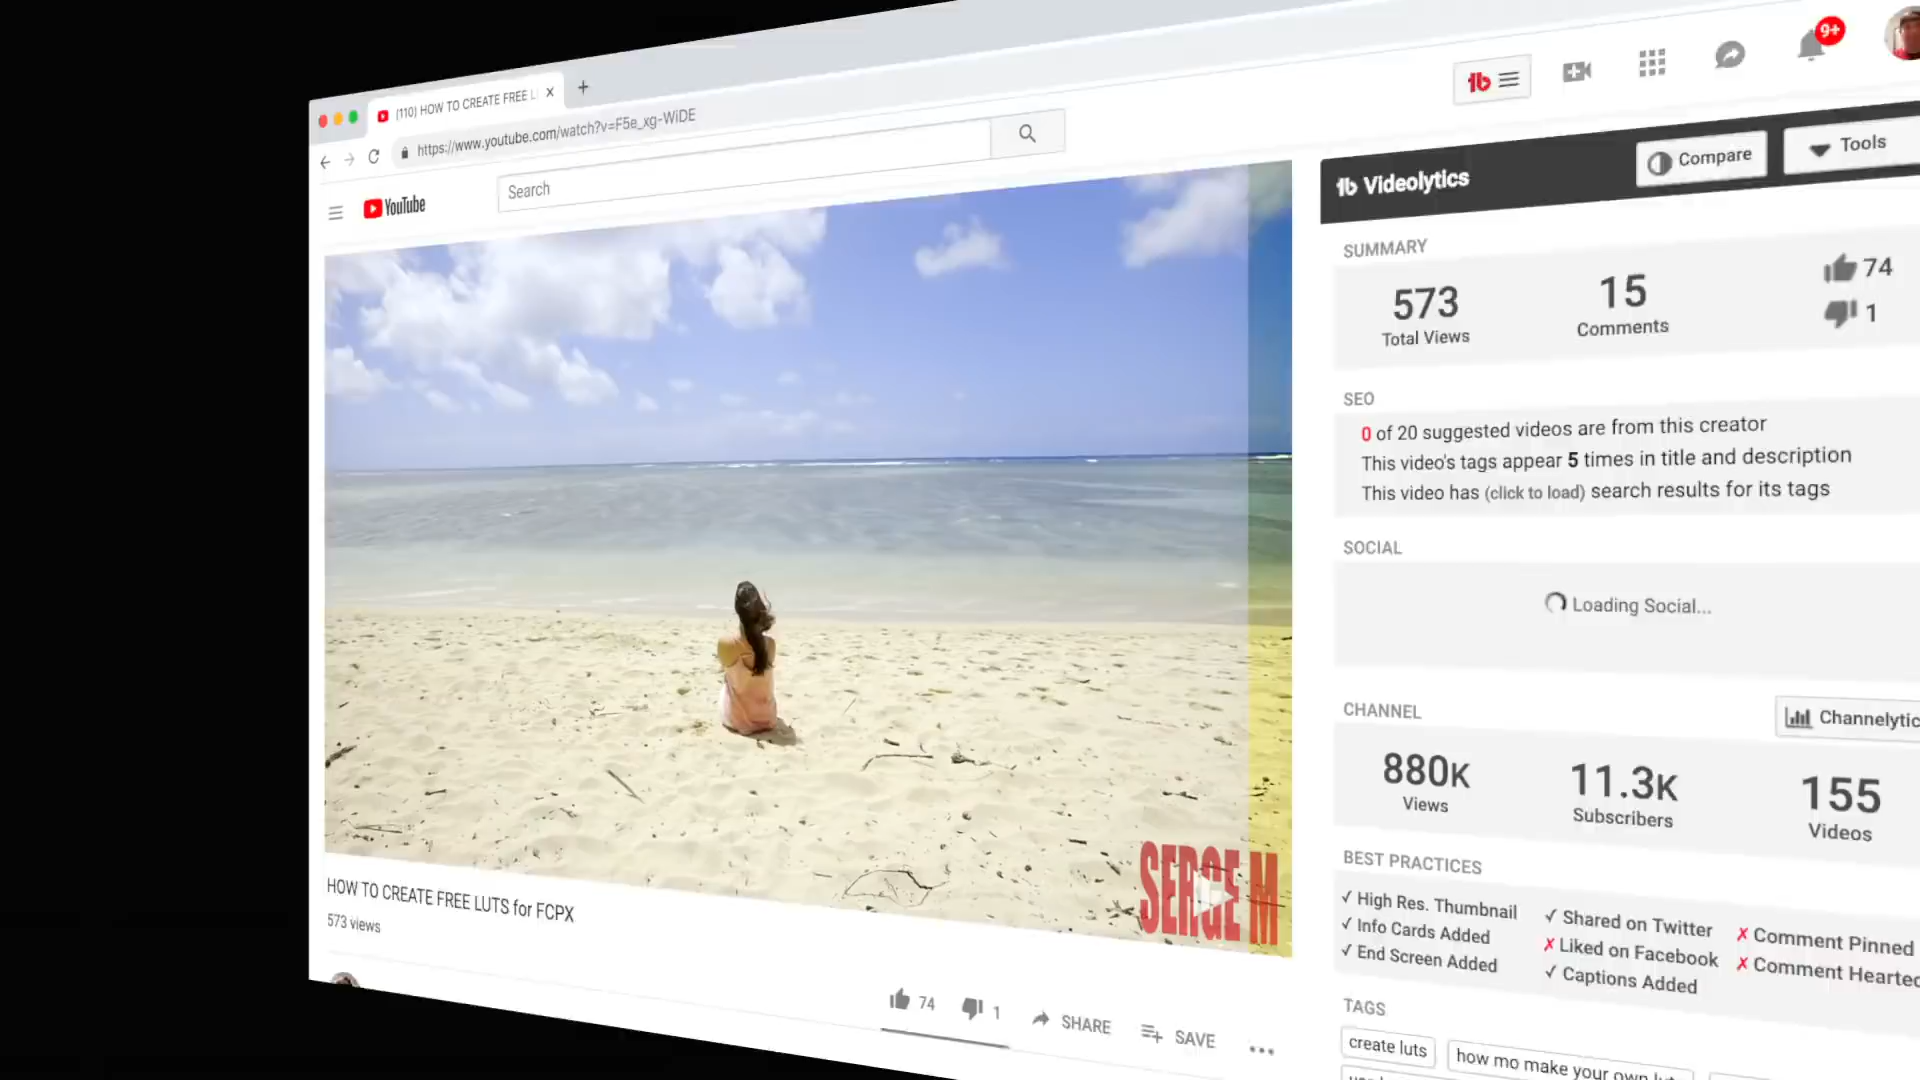 (110) HOW TO CREATE FREE
https://www.youtube.com/watch?v=F5e_xg-WiDE
YouTube
Search
9+
Videolytics
Compare
Tools
SUMMARY
573
Total Views
15
Comments
74
1
SEO
0 of 20 suggested videos are from this creator
This video's tags appear 5 times in title and description
This video has (click to load) search results for its tags
SOCIAL
Loading Social...
CHANNEL
Channelytic
880K
Views
11.3K
Subscribers
155
Videos
BEST PRACTICES
✓ High Res. Thumbnail
✓ Info Cards Added
✓ End Screen Added
✓ Shared on Twitter
✗ Liked on Facebook
✓ Captions Added
✗ Comment Pinned
✗ Comment Hearted
TAGS
create luts
how mo make your own
SERGE M
HOW TO CREATE FREE LUTS for FCPX
573 views
74
1
SHARE
SAVE